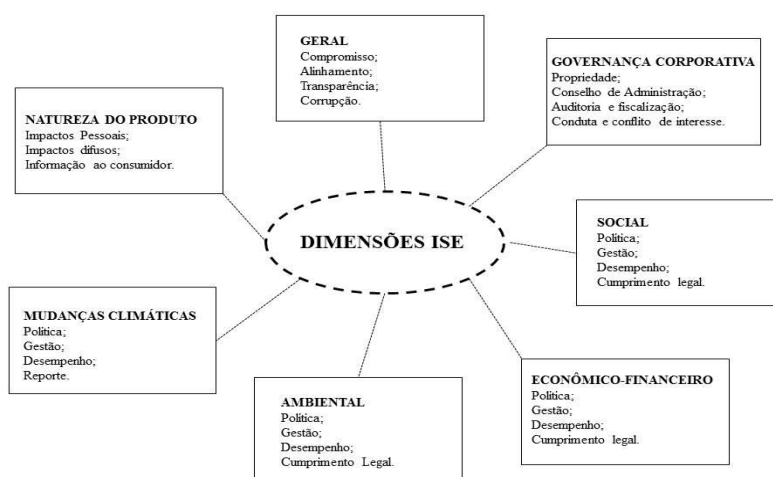 GERAL
Compromisso;
Alinhamento;
Transparência;
Corrupção.
GOVERNANÇA CORPORATIVA
Propriedade;
Conselho de Administração;
Auditoria e fiscalização;
Conduta e conflito de interesse.
NATUREZA DO PRODUTO
Impactos Pessoais;
Impactos difusos;
Informação ao consumidor.
DIMENSÕES ISE
SOCIAL
Política;
Gestão;
Desempenho;
Cumprimento legal.
MUDANÇAS CLIMÁTICAS
Política;
Gestão;
Desempenho;
Reporte.
AMBIENTAL
Política;
Gestão;
Desempenho;
Cumprimento Legal.
ECONÔMICO-FINANCEIRO
Política;
Gestão;
Desempenho;
Cumprimento legal.